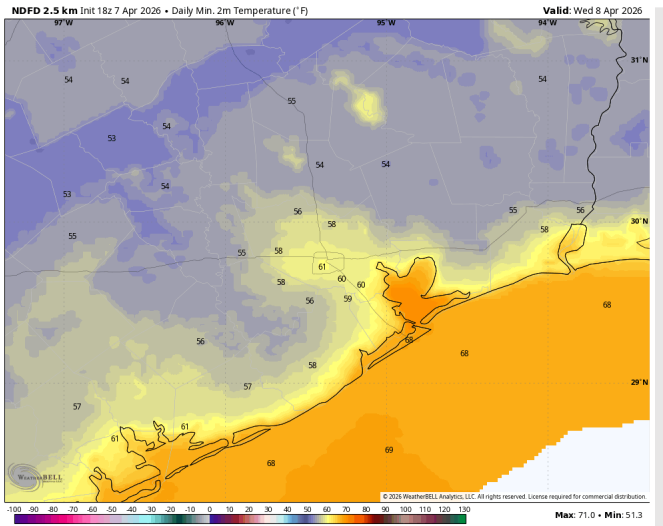 NDFD 2.5 km Init 18z 7 Apr 2026 • Daily Min. 2m Temperature (°F)
Valid: Wed 8 Apr 2026
97°W 96°W 95°W 94°W
31°N
54 54 54
55
54
53
54 54
54
53
56 55 56
30°N
58 58
55
55 58
61
58 60 60
56 59
68
56 68
68
29°N
58
57
57
61
61
69
68
WeatherBELL
© 2026 WeatherBELL Analytics, LLC. All rights reserved. License required for commercial distribution.
-100 -90 -80 -70 -60 -50 -40 -30 -20 -10 0 10 20 30 40 50 60 70 80 90 100 110 120 130
Max: 71.0 • Min: 51.3